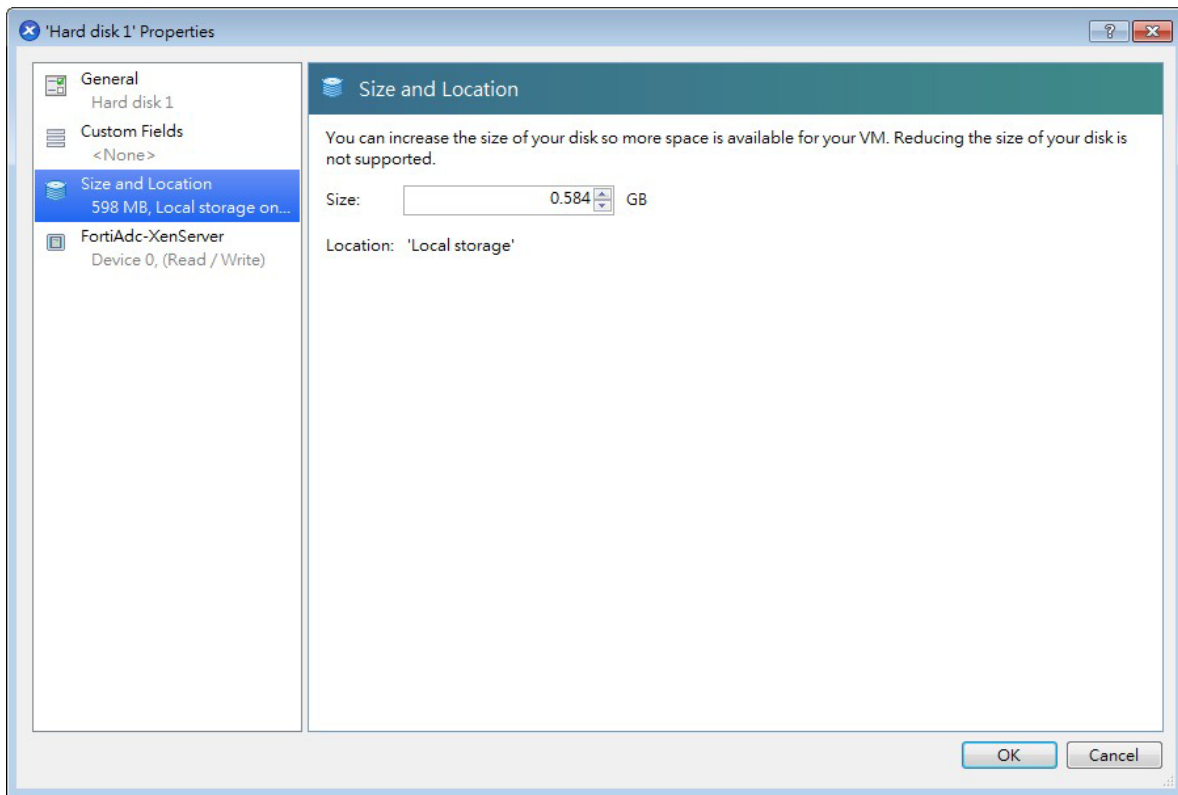 'Hard disk 1' Properties
General
Hard disk 1
Custom Fields
<None>
Size and Location
598 MB, Local storage on...
FortiAdc-XenServer
Device 0, (Read / Write)
Size and Location
You can increase the size of your disk so more space is available for your VM. Reducing the size of your disk is
not supported.
Size: 0.584 GB
Location: 'Local storage'
OK Cancel